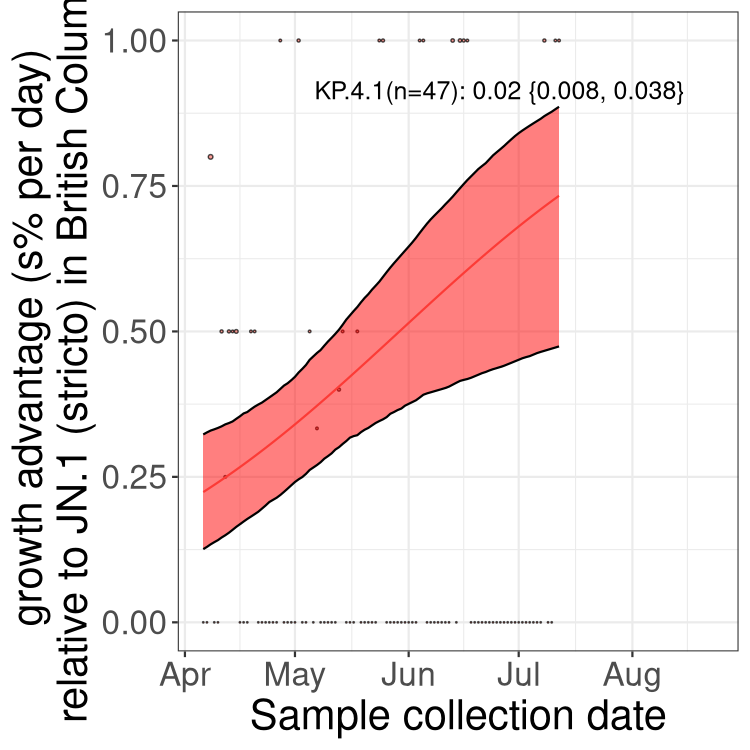 growth advantage (s% per day)
relative to JN.1 (stricto) in British Colum
1.00
0.75
0.50
0.25
0.00
KP.4.1(n=47): 0.02 {0.008, 0.038}
Apr May Jun Jul Aug
Sample collection date